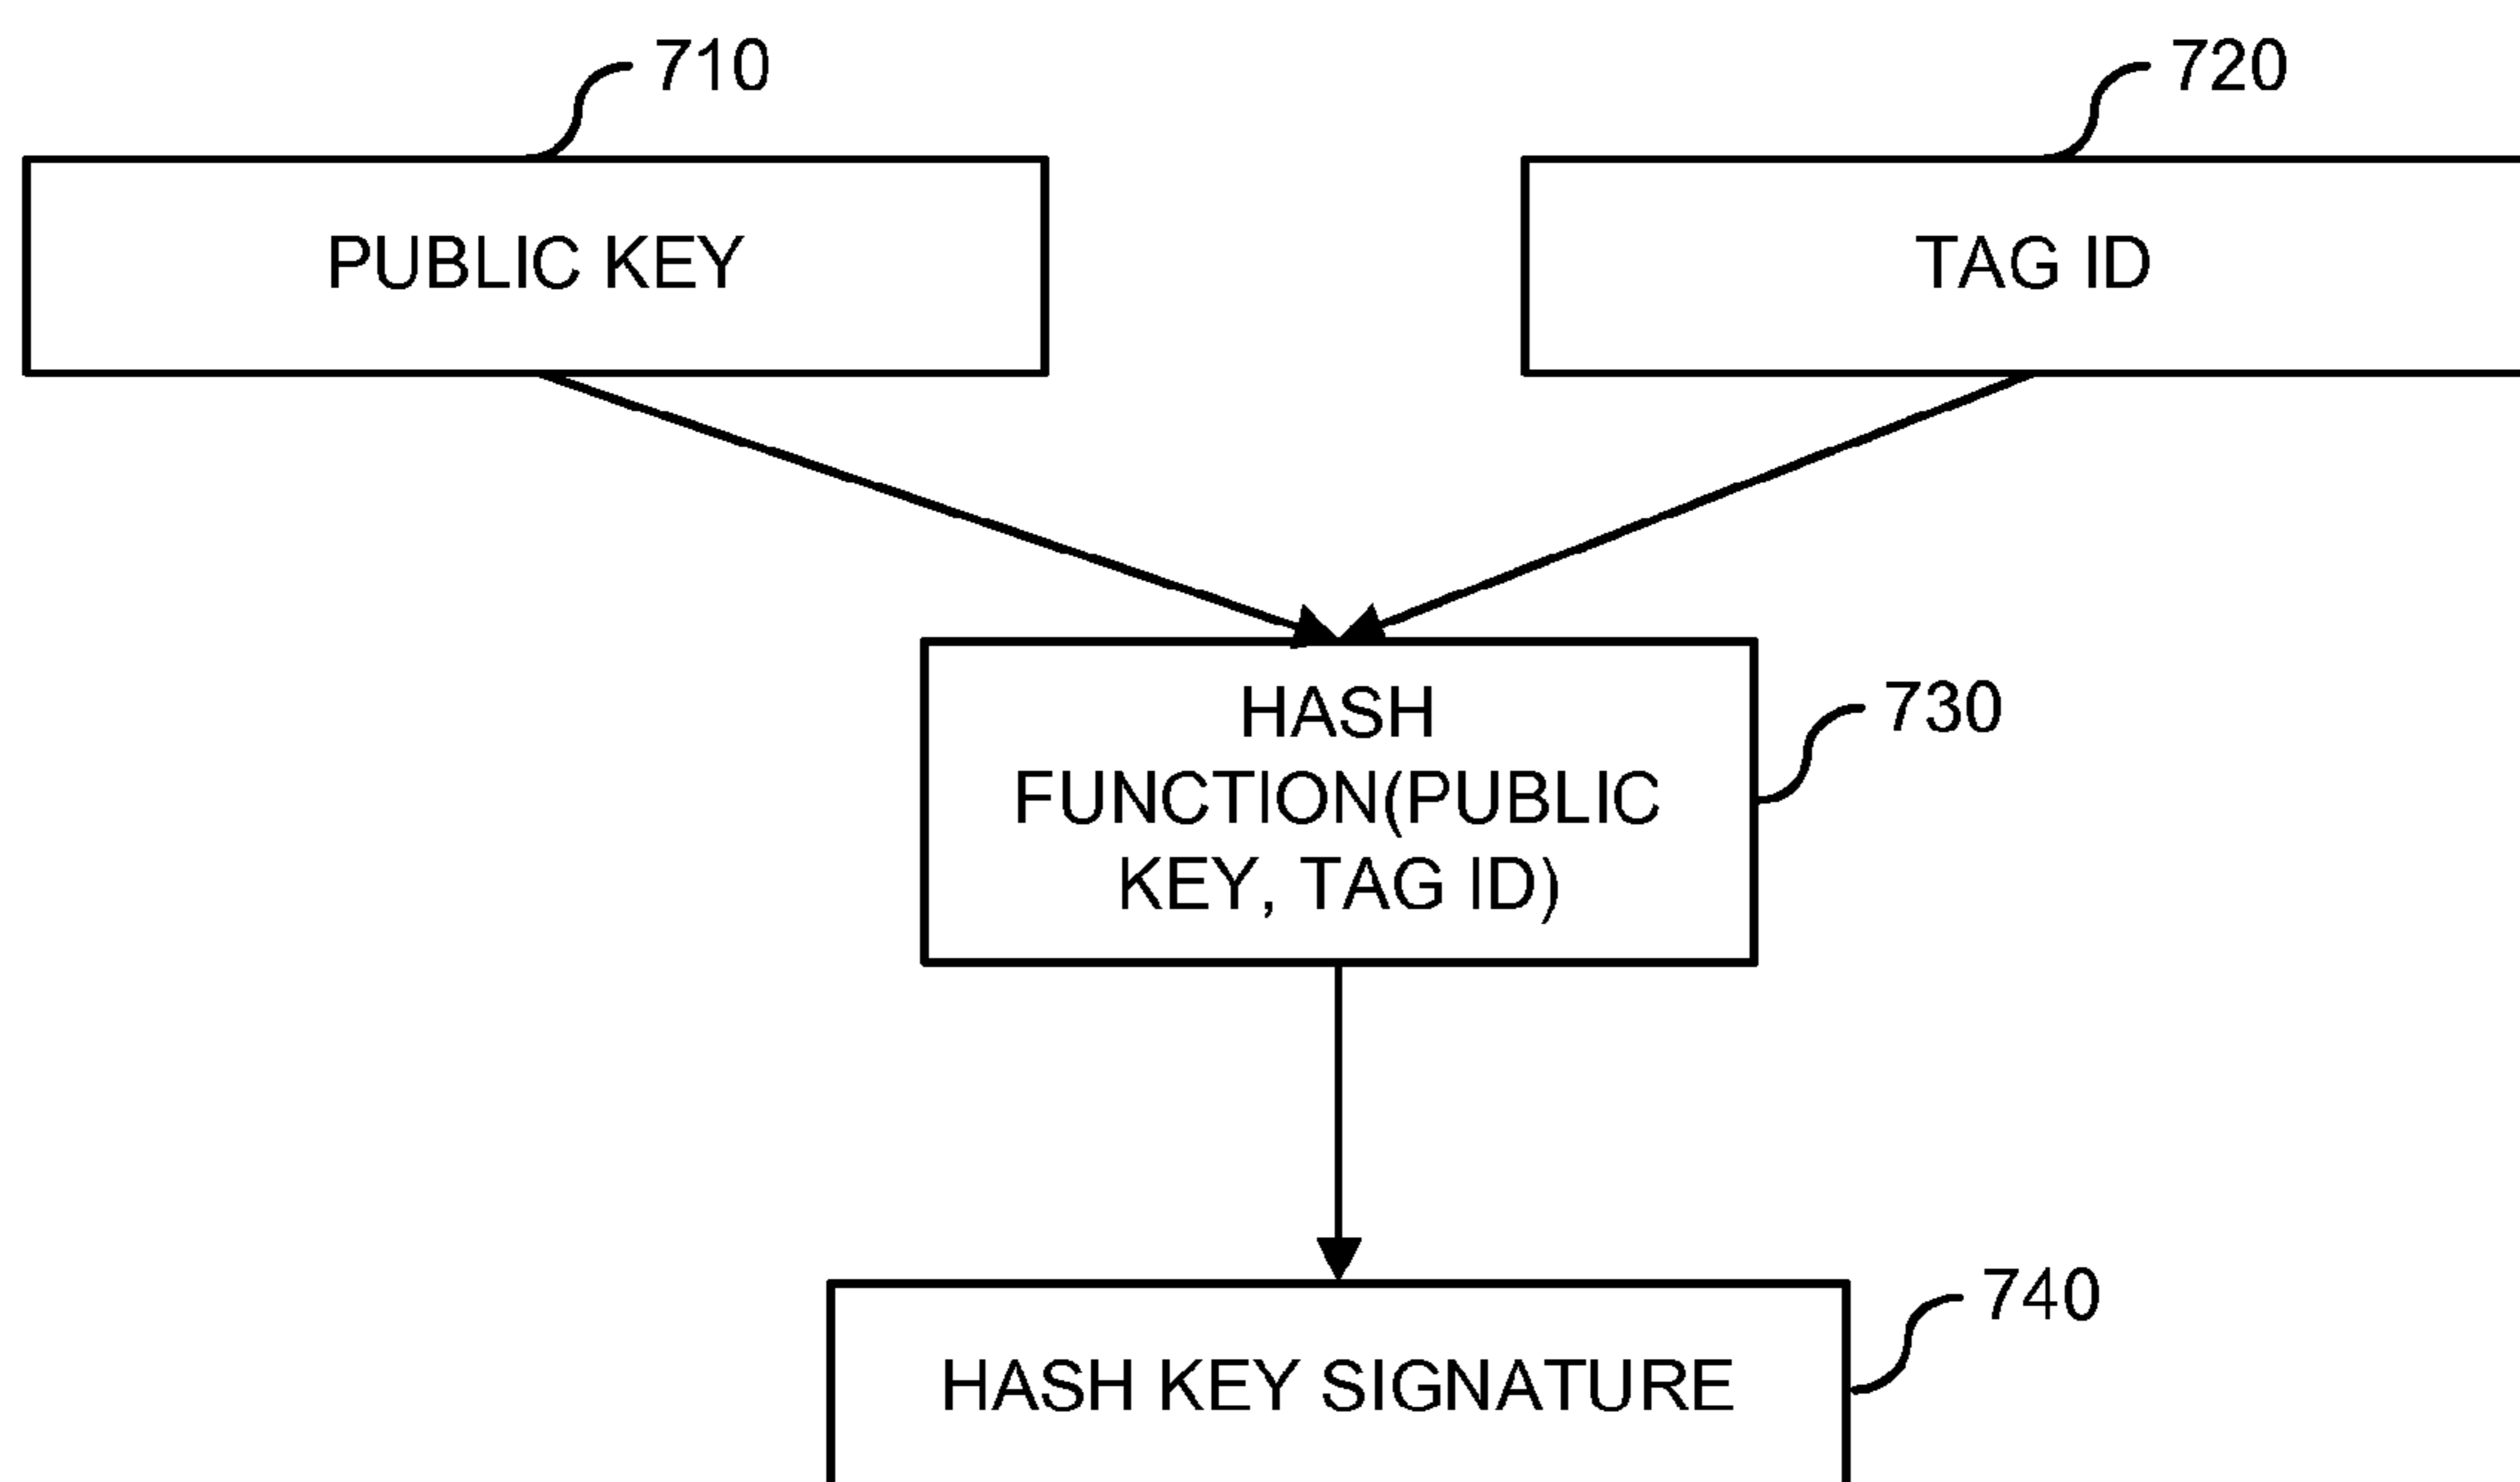 710
720
PUBLIC KEY
TAG ID
HASH
FUNCTION(PUBLIC
KEY, TAG ID)
730
740
HASH KEY SIGNATURE